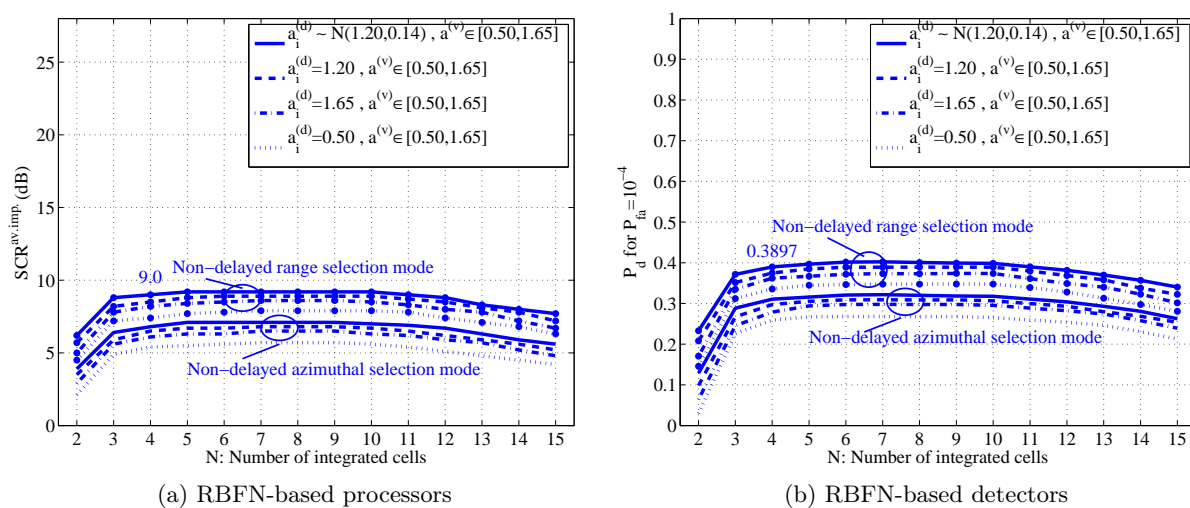 25
20
15
10
5
0
SCR^av.imp. (dB)
a_i^(d) ~ N(1.20,0.14) , a^(v)∈[0.50,1.65]
a_i^(d)=1.20 , a^(v)∈[0.50,1.65]
a_i^(d)=1.65 , a^(v)∈[0.50,1.65]
a_i^(d)=0.50 , a^(v)∈[0.50,1.65]
9.0
Non−delayed range selection mode
Non−delayed azimuthal selection mode
2 3 4 5 6 7 8 9 10 11 12 13 14 15
N: Number of integrated cells
(a) RBFN-based processors
1
0.9
0.8
0.7
0.6
0.5
0.4
0.3
0.2
0.1
0
P_d for P_fa=10^−4
a_i^(d) ~ N(1.20,0.14) , a^(v)∈[0.50,1.65]
a_i^(d)=1.20 , a^(v)∈[0.50,1.65]
a_i^(d)=1.65 , a^(v)∈[0.50,1.65]
a_i^(d)=0.50 , a^(v)∈[0.50,1.65]
Non−delayed range selection mode
0.3897
Non−delayed azimuthal selection mode
2 3 4 5 6 7 8 9 10 11 12 13 14 15
N: Number of integrated cells
(b) RBFN-based detectors